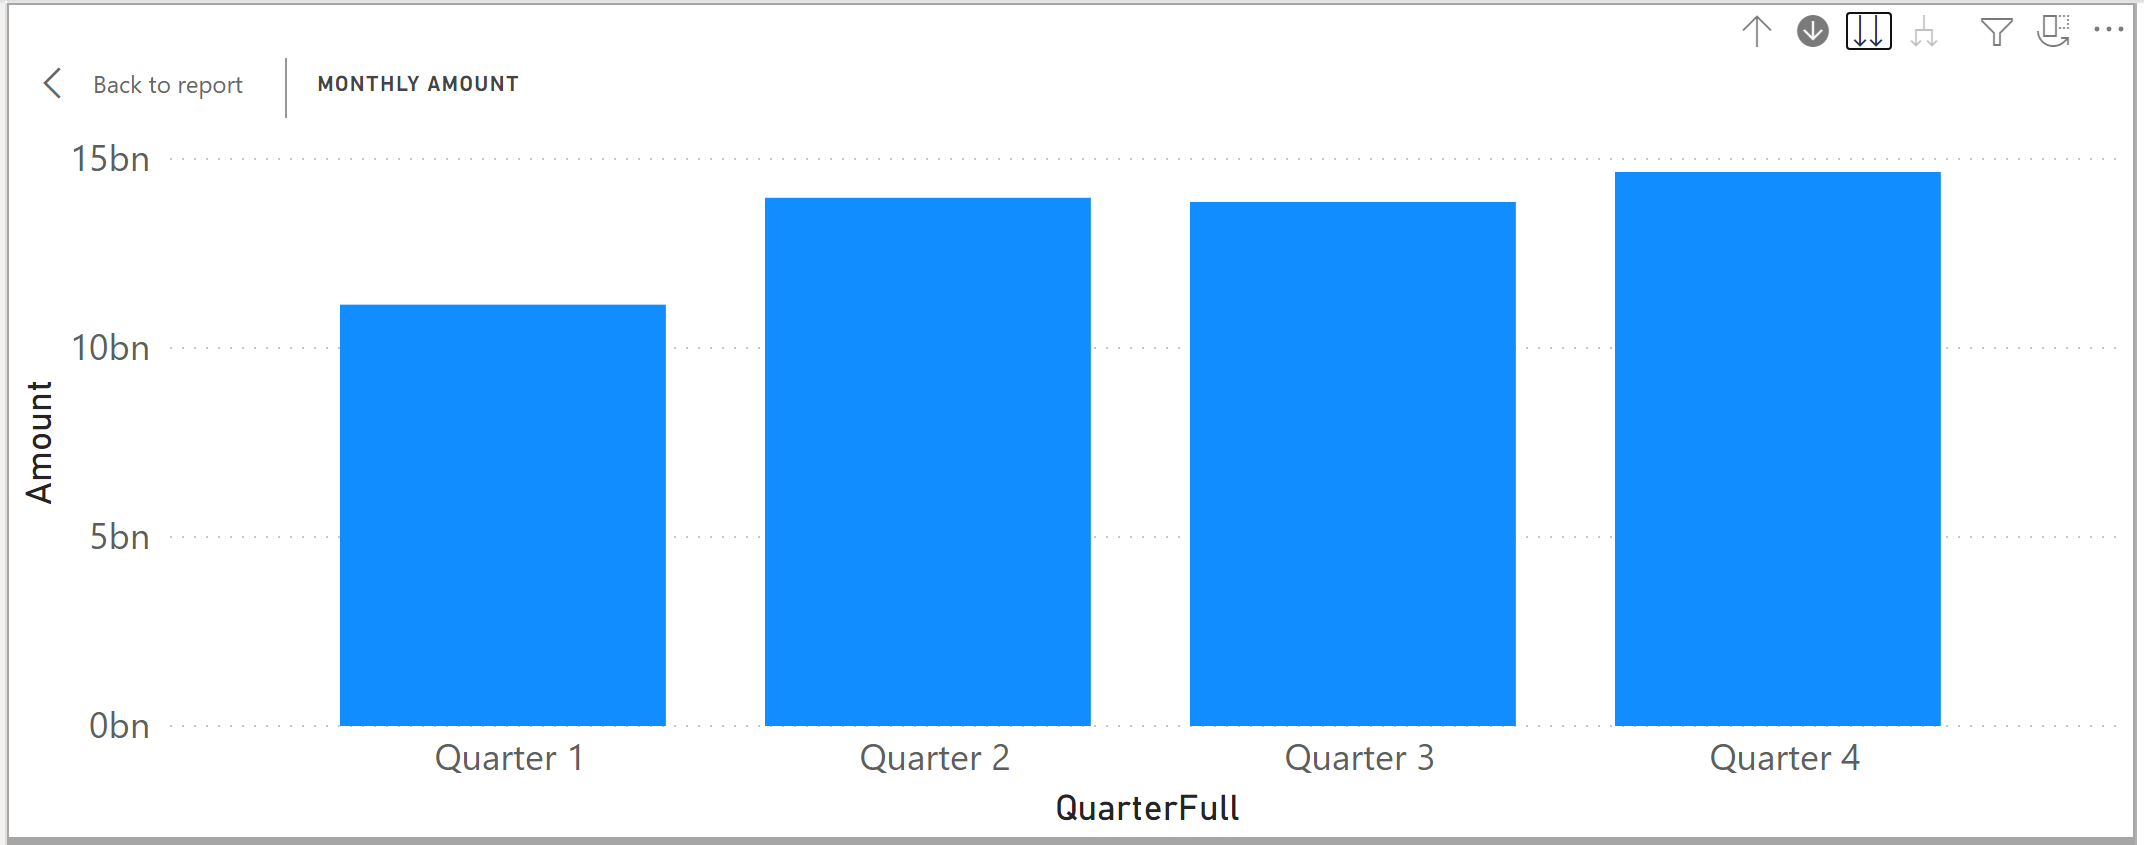 Back to report
MONTHLY AMOUNT
15bn
10bn
5bn
0bn
Amount
Quarter 1
Quarter 2
Quarter 3
Quarter 4
QuarterFull